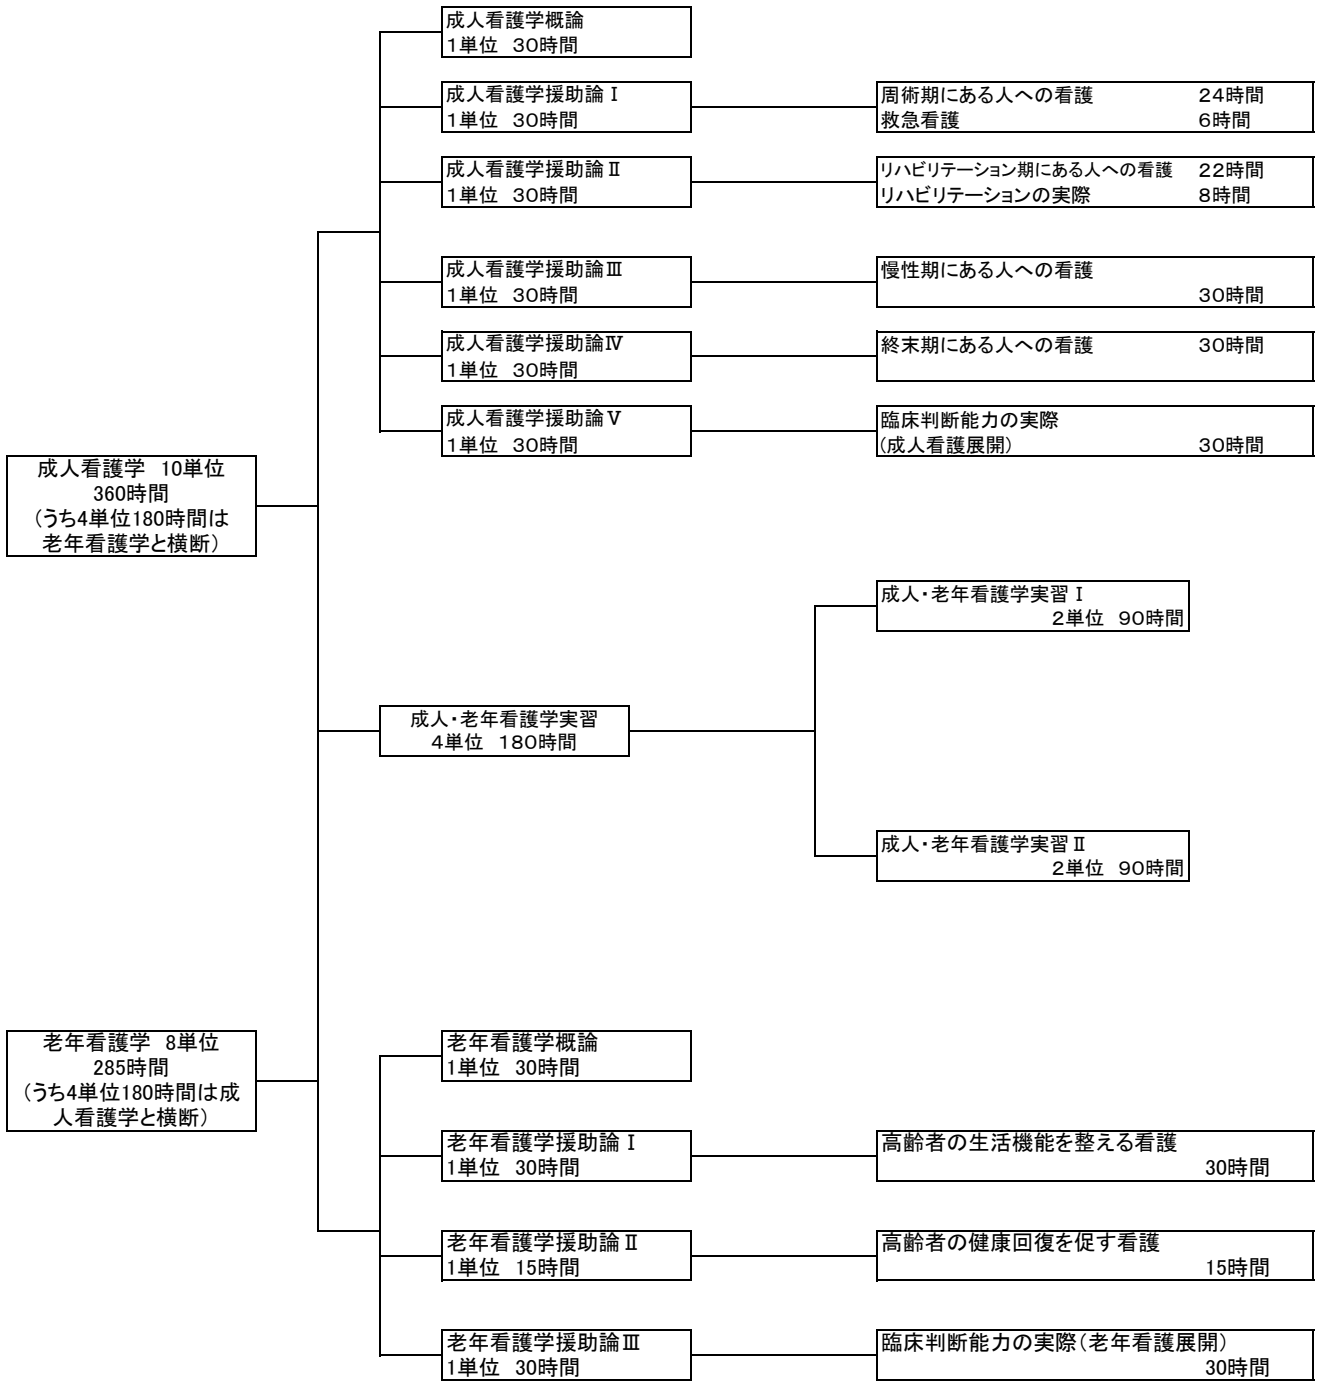 成人看護学概論
1単位　30時間
成人看護学援助論Ⅰ
1単位　30時間
周術期にある人への看護　24時間
救急看護　6時間
成人看護学援助論Ⅱ
1単位　30時間
リハビリテーション期にある人への看護　22時間
リハビリテーションの実際　8時間
成人看護学援助論Ⅲ
1単位　30時間
慢性期にある人への看護
30時間
成人看護学援助論Ⅳ
1単位　30時間
終末期にある人への看護　30時間
成人看護学援助論Ⅴ
1単位　30時間
臨床判断能力の実際
(成人看護展開)　30時間
成人看護学　10単位
360時間
（うち4単位180時間は
老年看護学と横断）
成人・老年看護学実習Ⅰ
2単位　90時間
成人・老年看護学実習
4単位　180時間
成人・老年看護学実習Ⅱ
2単位　90時間
老年看護学　8単位
285時間
（うち4単位180時間は成
人看護学と横断）
老年看護学概論
1単位　30時間
老年看護学援助論Ⅰ
1単位　30時間
高齢者の生活機能を整える看護
30時間
老年看護学援助論Ⅱ
1単位　15時間
高齢者の健康回復を促す看護
15時間
老年看護学援助論Ⅲ
1単位　30時間
臨床判断能力の実際（老年看護展開）
30時間